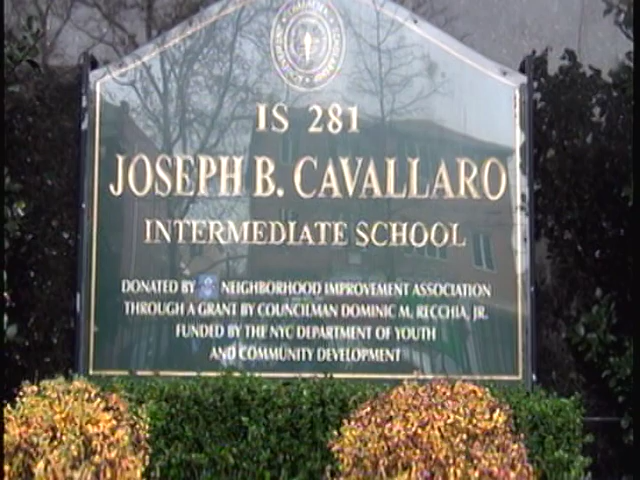 IS 281
JOSEPH B. CAVALLARO
INTERMEDIATE SCHOOL
DONATED BY NEIGHBORHOOD IMPROVEMENT ASSOCIATION
THROUGH A GRANT BY COUNCILMAN DOMINIC M. RECCHIA, JR.
FUNDED BY THE NYC DEPARTMENT OF YOUTH
AND COMMUNITY DEVELOPMENT